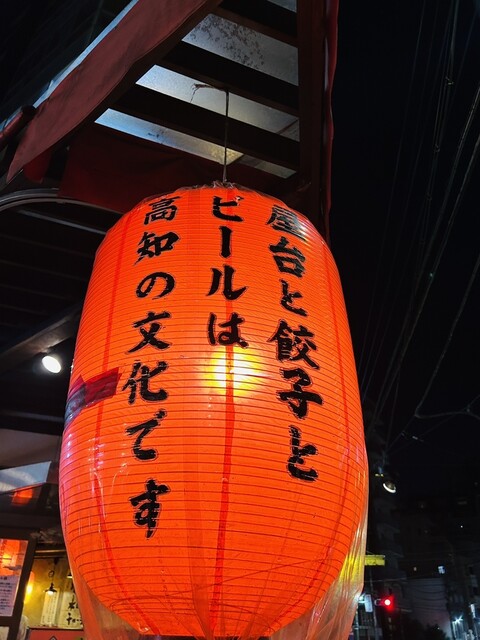 屋台と餃子と
ビールは
高知の文化です